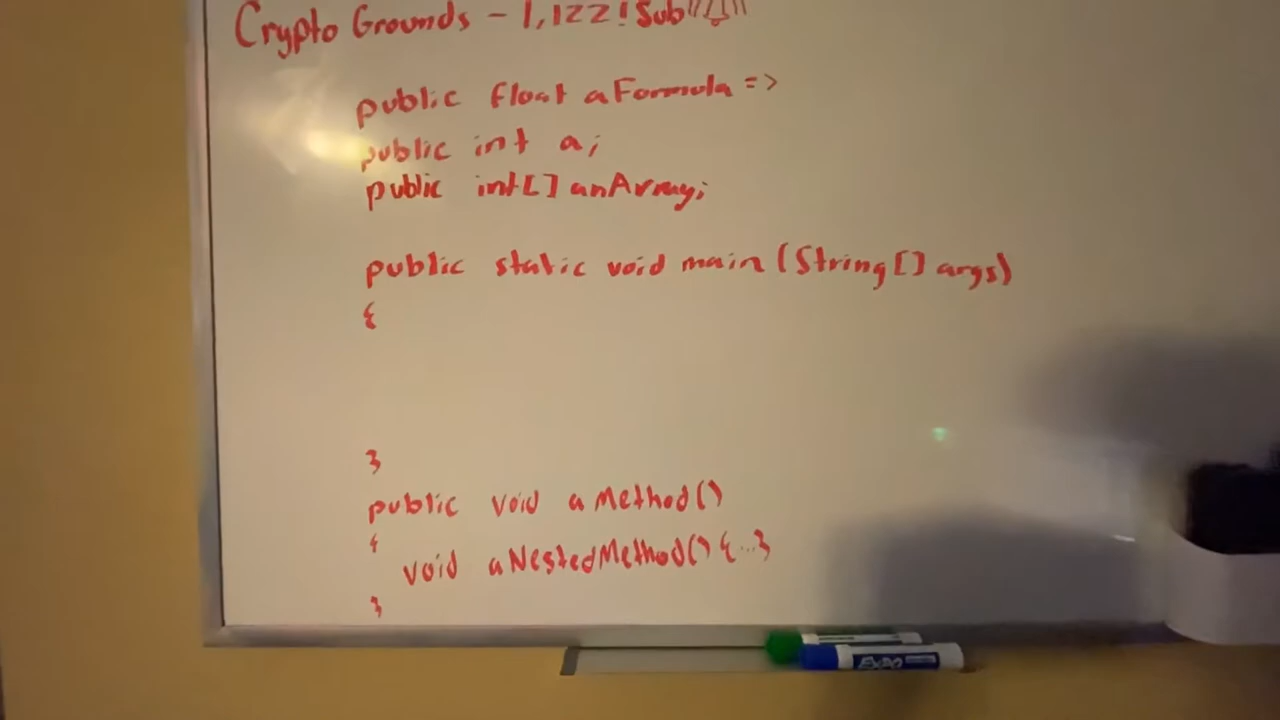 Crypto Grounds - 1,122! Sub
public float aFormula =>
public int a;
public int[] anArray;
public static void main (String[] args)
{
}
public void aMethod()
{
void aNestedMethod() {...}
}
EXPO